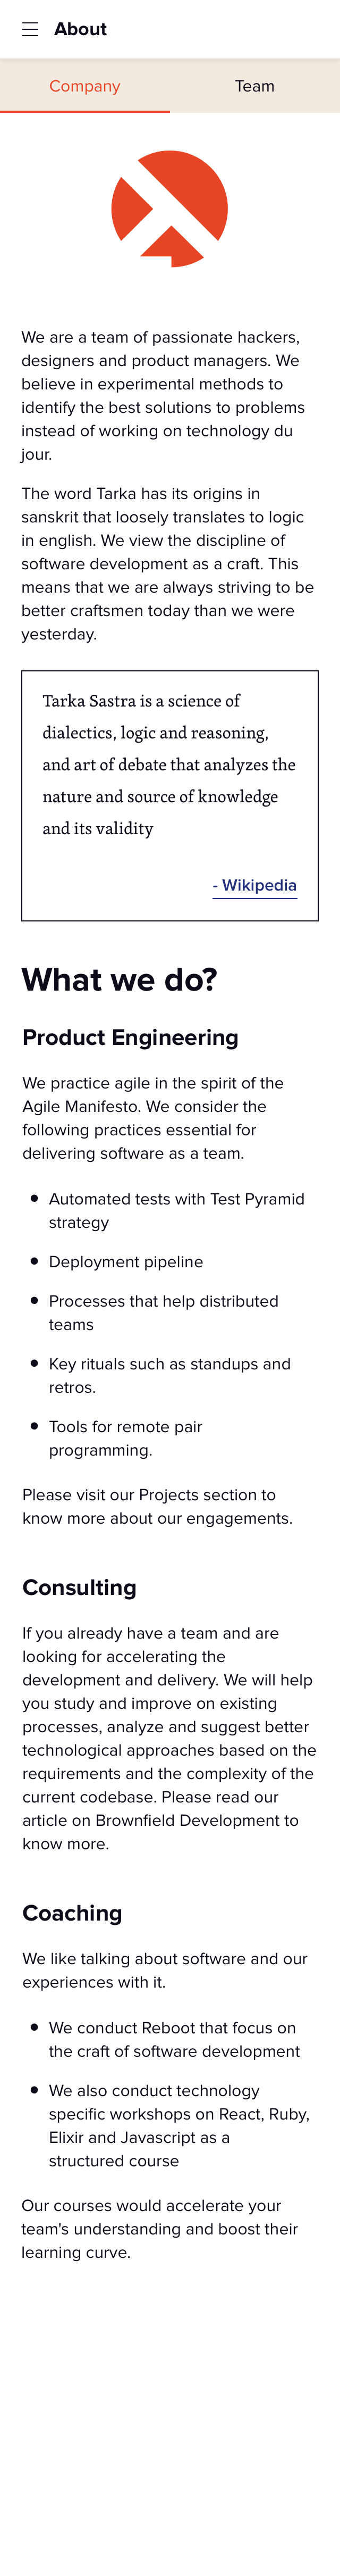 About
Company Team
We are a team of passionate hackers,
designers and product managers. We
believe in experimental methods to
identify the best solutions to problems
instead of working on technology du
jour.
The word Tarka has its origins in
sanskrit that loosely translates to logic
in english. We view the discipline of
software development as a craft. This
means that we are always striving to be
better craftsmen today than we were
yesterday.
Tarka Sastra is a science of
dialectics, logic and reasoning,
and art of debate that analyzes the
nature and source of knowledge
and its validity
- Wikipedia
What we do?
Product Engineering
We practice agile in the spirit of the
Agile Manifesto. We consider the
following practices essential for
delivering software as a team.
• Automated tests with Test Pyramid
strategy
• Deployment pipeline
• Processes that help distributed
teams
• Key rituals such as standups and
retros.
• Tools for remote pair
programming.
Please visit our Projects section to
know more about our engagements.
Consulting
If you already have a team and are
looking for accelerating the
development and delivery. We will help
you study and improve on existing
processes, analyze and suggest better
technological approaches based on the
requirements and the complexity of the
current codebase. Please read our
article on Brownfield Development to
know more.
Coaching
We like talking about software and our
experiences with it.
• We conduct Reboot that focus on
the craft of software development
• We also conduct technology
specific workshops on React, Ruby,
Elixir and Javascript as a
structured course
Our courses would accelerate your
team's understanding and boost their
learning curve.